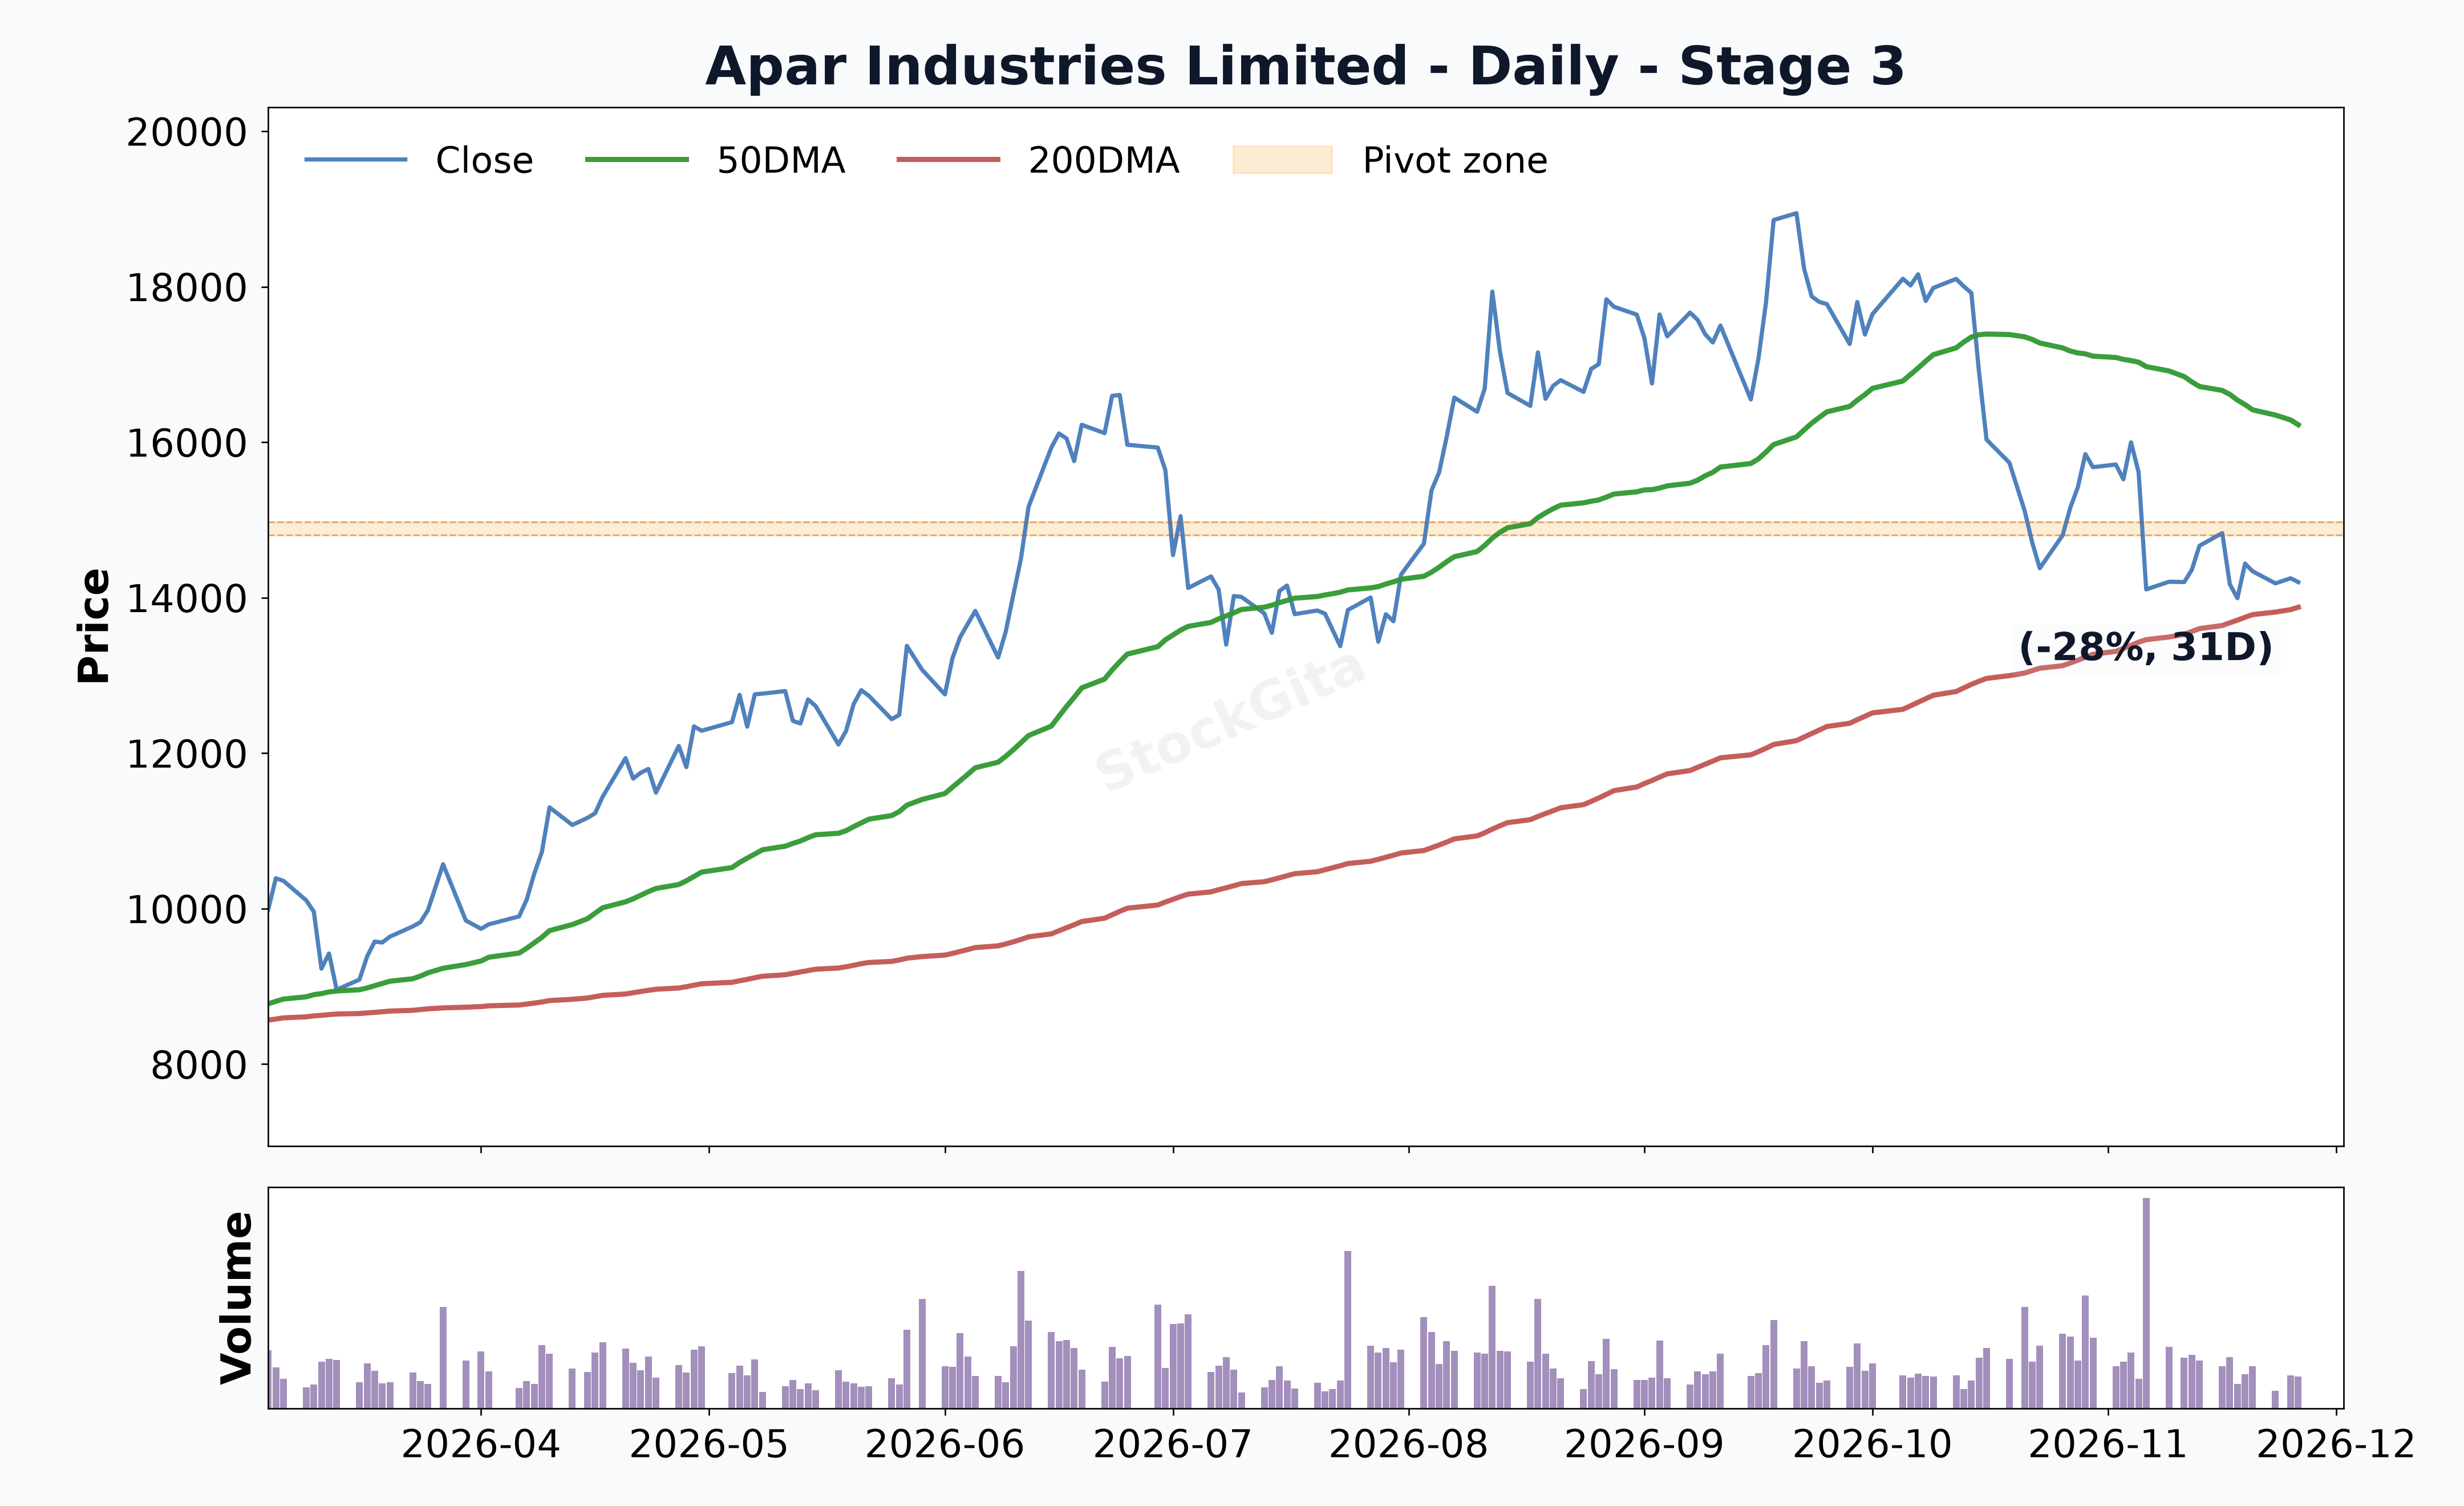 Apar Industries Limited - Daily - Stage 3
20000
18000
16000
14000
12000
10000
8000
Price
Close 50DMA 200DMA Pivot zone
(-28%, 31D)
StockGita
Volume
2026-04 2026-05 2026-06 2026-07 2026-08 2026-09 2026-10 2026-11 2026-12